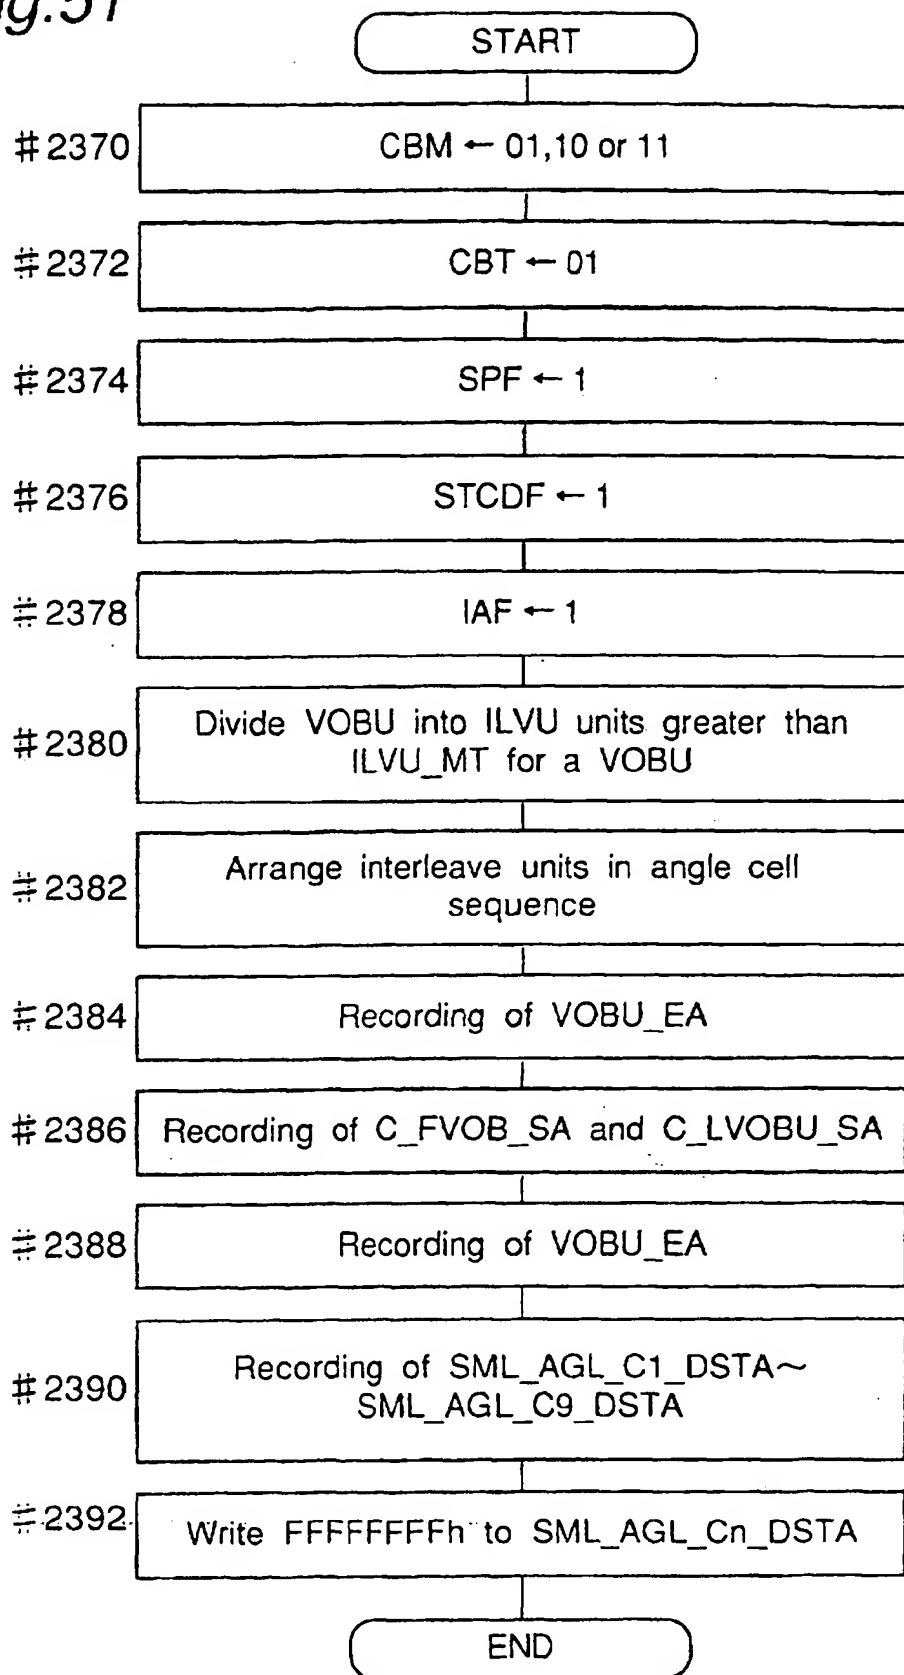 ig.51
START
#2370
CBM ← 01,10 or 11
#2372
CBT ← 01
#2374
SPF ← 1
#2376
STCDF ← 1
#2378
IAF ← 1
#2380
Divide VOBU into ILVU units greater than
ILVU_MT for a VOBU
#2382
Arrange interleave units in angle cell
sequence
#2384
Recording of VOBU_EA
#2386
Recording of C_FVOB_SA and C_LVOBU_SA
#2388
Recording of VOBU_EA
#2390
Recording of SML_AGL_C1_DSTA~
SML_AGL_C9_DSTA
#2392
Write FFFFFFFFh to SML_AGL_Cn_DSTA
END